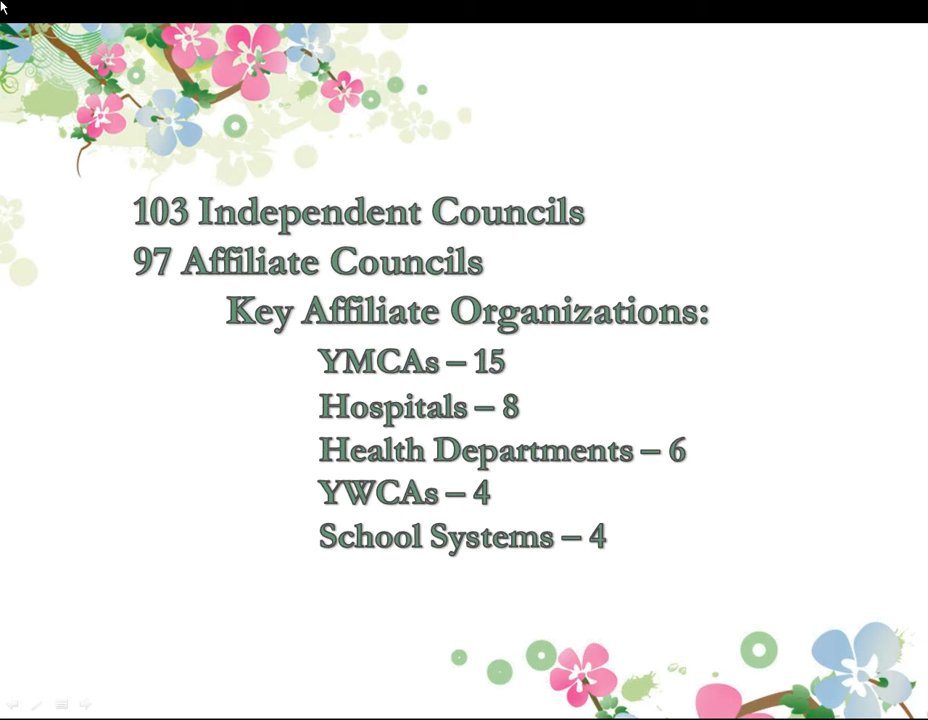 103 Independent Councils
97 Affiliate Councils
Key Affiliate Organizations:
YMCAs – 15
Hospitals – 8
Health Departments – 6
YWCAs – 4
School Systems – 4